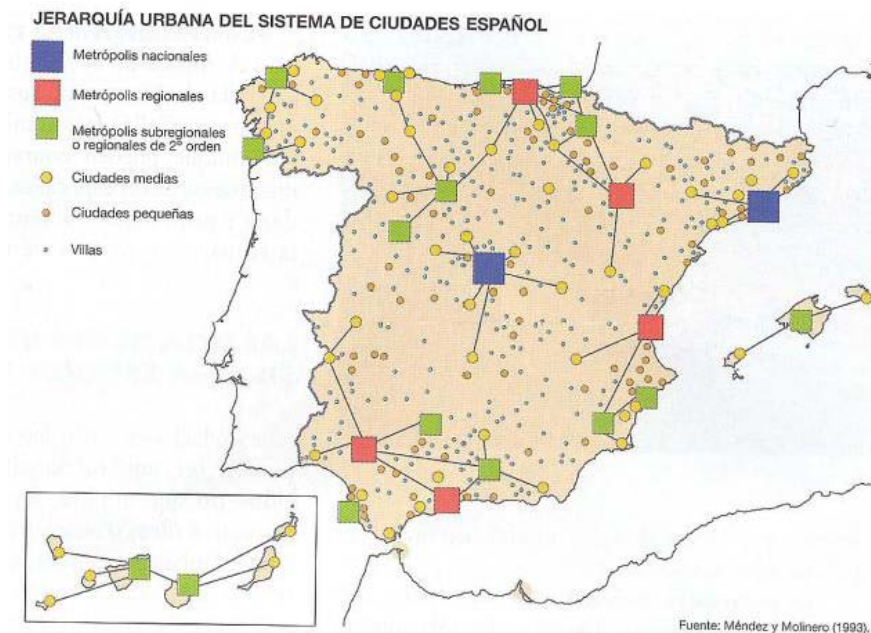 JERARQUÍA URBANA DEL SISTEMA DE CIUDADES ESPAÑOL
Metrópolis nacionales
Metrópolis regionales
Metrópolis subregionales
o regionales de 2º orden
Ciudades medias
Ciudades pequeñas
Villas
Fuente: Méndez y Molinero (1993).